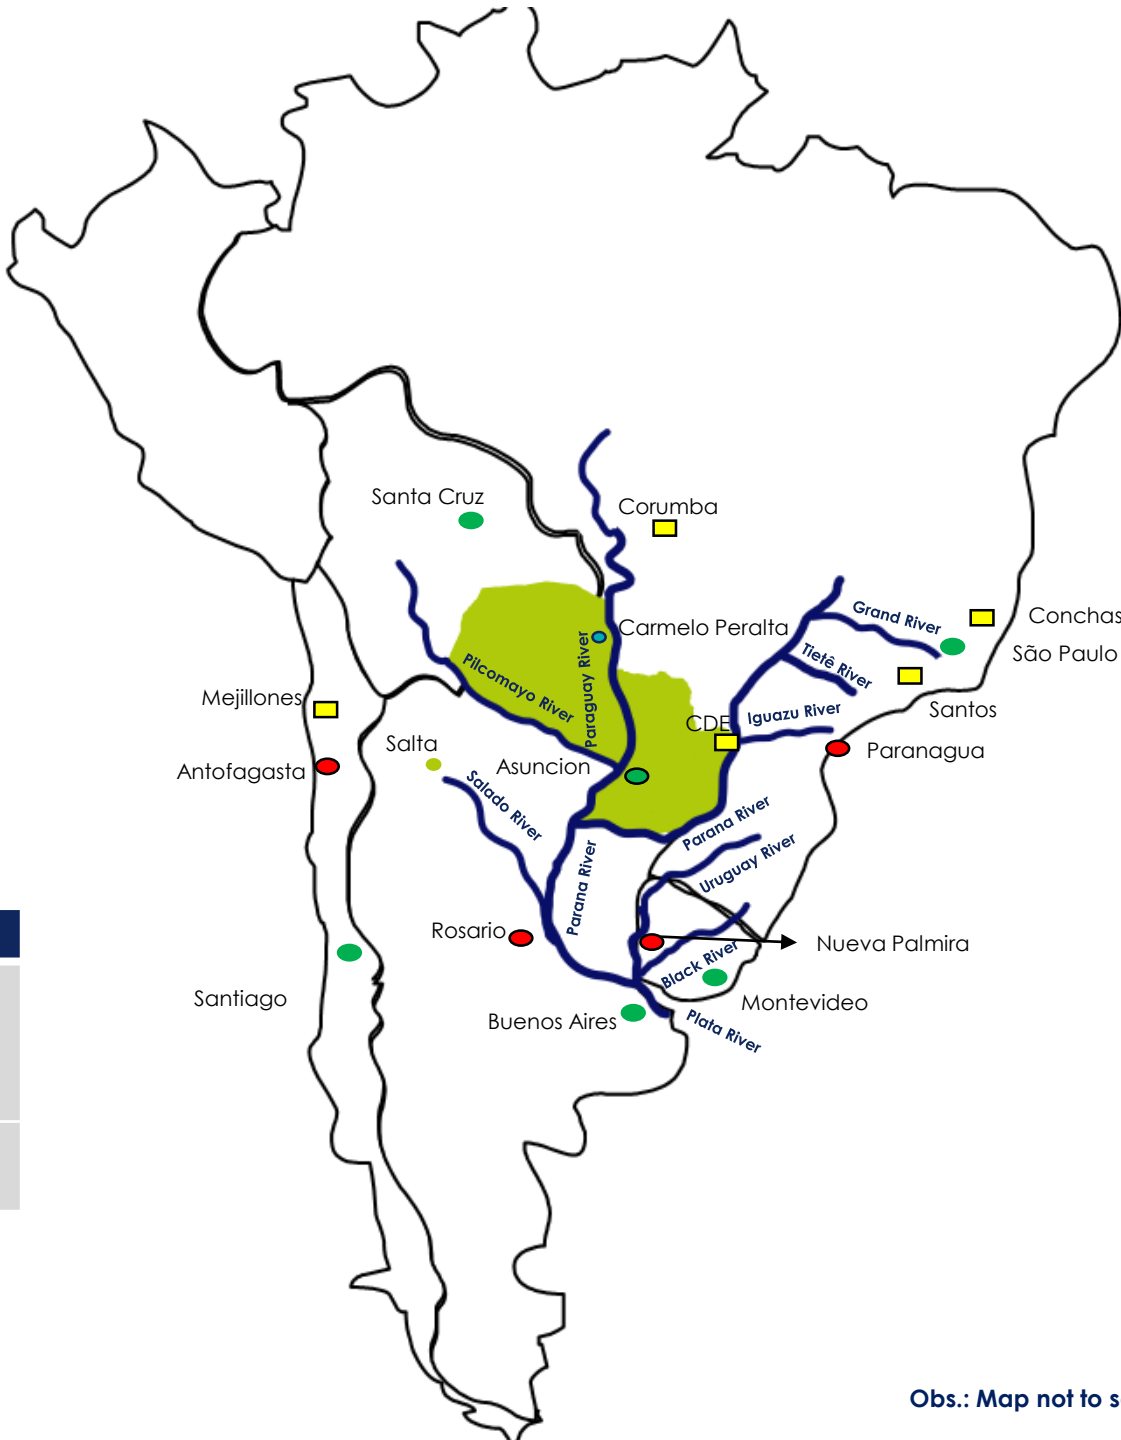 Santa Cruz
Corumba
Grand River
Conchas
Carmelo Peralta
Tietê River
São Paulo
Pilcomayo River
Paraguay River
Mejillones
CDE
Iguazu River
Santos
Salta
Paranagua
Antofagasta
Asuncion
Salado River
Parana River
Uruguay River
Parana River
Rosario
Nueva Palmira
Black River
Santiago
Montevideo
Buenos Aires
Plata River
Obs.: Map not to